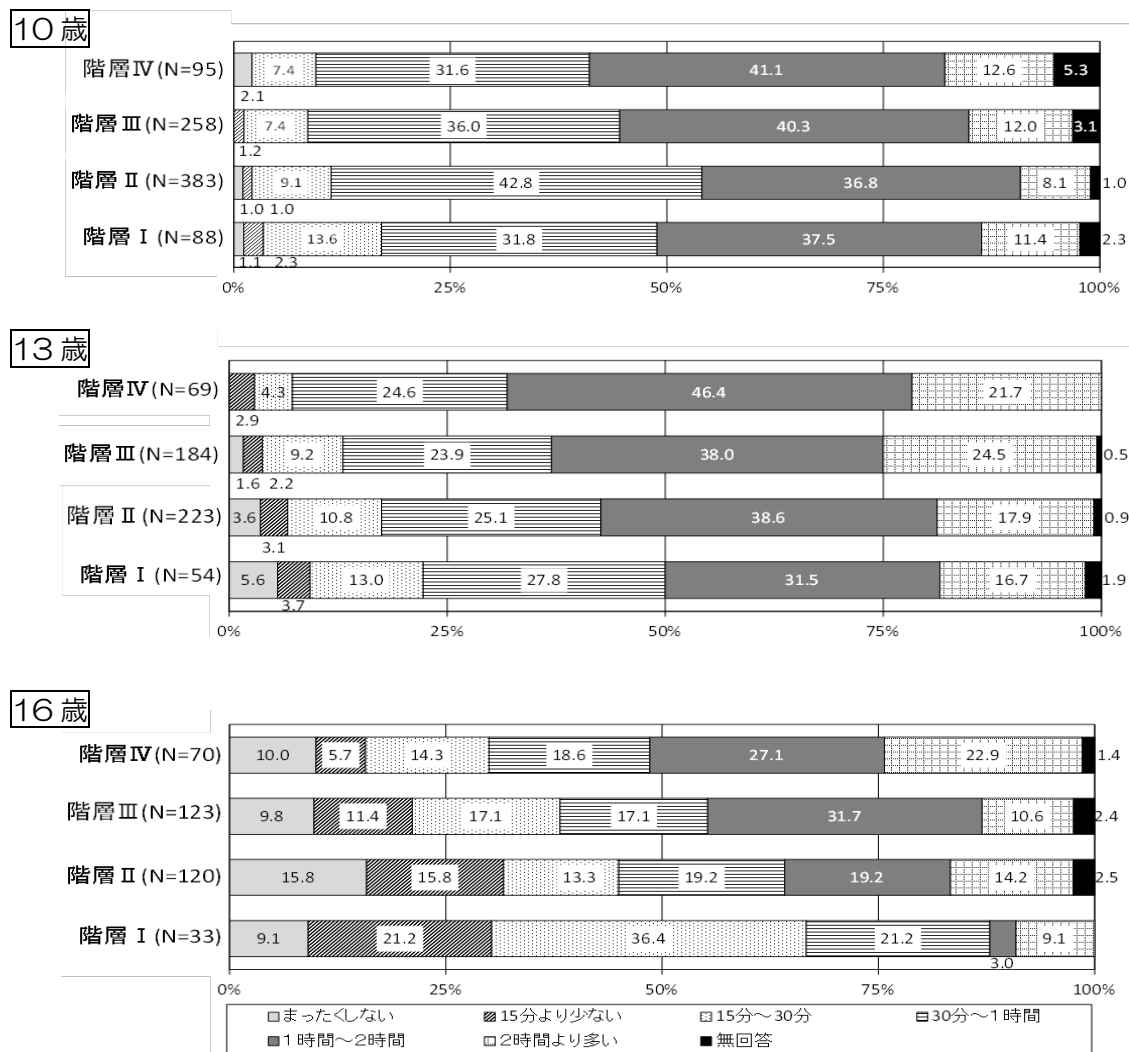 10歳
階層Ⅳ(N=95) 7.4 31.6 41.1 12.6 5.3
2.1
階層Ⅲ(N=258) 7.4 36.0 40.3 12.0 3.1
1.2
階層Ⅱ(N=383) 9.1 42.8 36.8 8.1 1.0
1.0 1.0
階層Ⅰ(N=88) 13.6 31.8 37.5 11.4 2.3
1.1 2.3
0% 25% 50% 75% 100%
13歳
階層Ⅳ(N=69) 4.3 24.6 46.4 21.7
2.9
階層Ⅲ(N=184) 9.2 23.9 38.0 24.5 0.5
1.6 2.2
階層Ⅱ(N=223) 3.6 10.8 25.1 38.6 17.9 0.9
3.1
階層Ⅰ(N=54) 5.6 13.0 27.8 31.5 16.7 1.9
3.7
0% 25% 50% 75% 100%
16歳
階層Ⅳ(N=70) 10.0 5.7 14.3 18.6 27.1 22.9 1.4
階層Ⅲ(N=123) 9.8 11.4 17.1 17.1 31.7 10.6 2.4
階層Ⅱ(N=120) 15.8 15.8 13.3 19.2 19.2 14.2 2.5
階層Ⅰ(N=33) 9.1 21.2 36.4 21.2 9.1
3.0
0% 25% 50% 75% 100%
まったくしない 15分より少ない 15分～30分 30分～1時間
1時間～2時間 2時間より多い 無回答